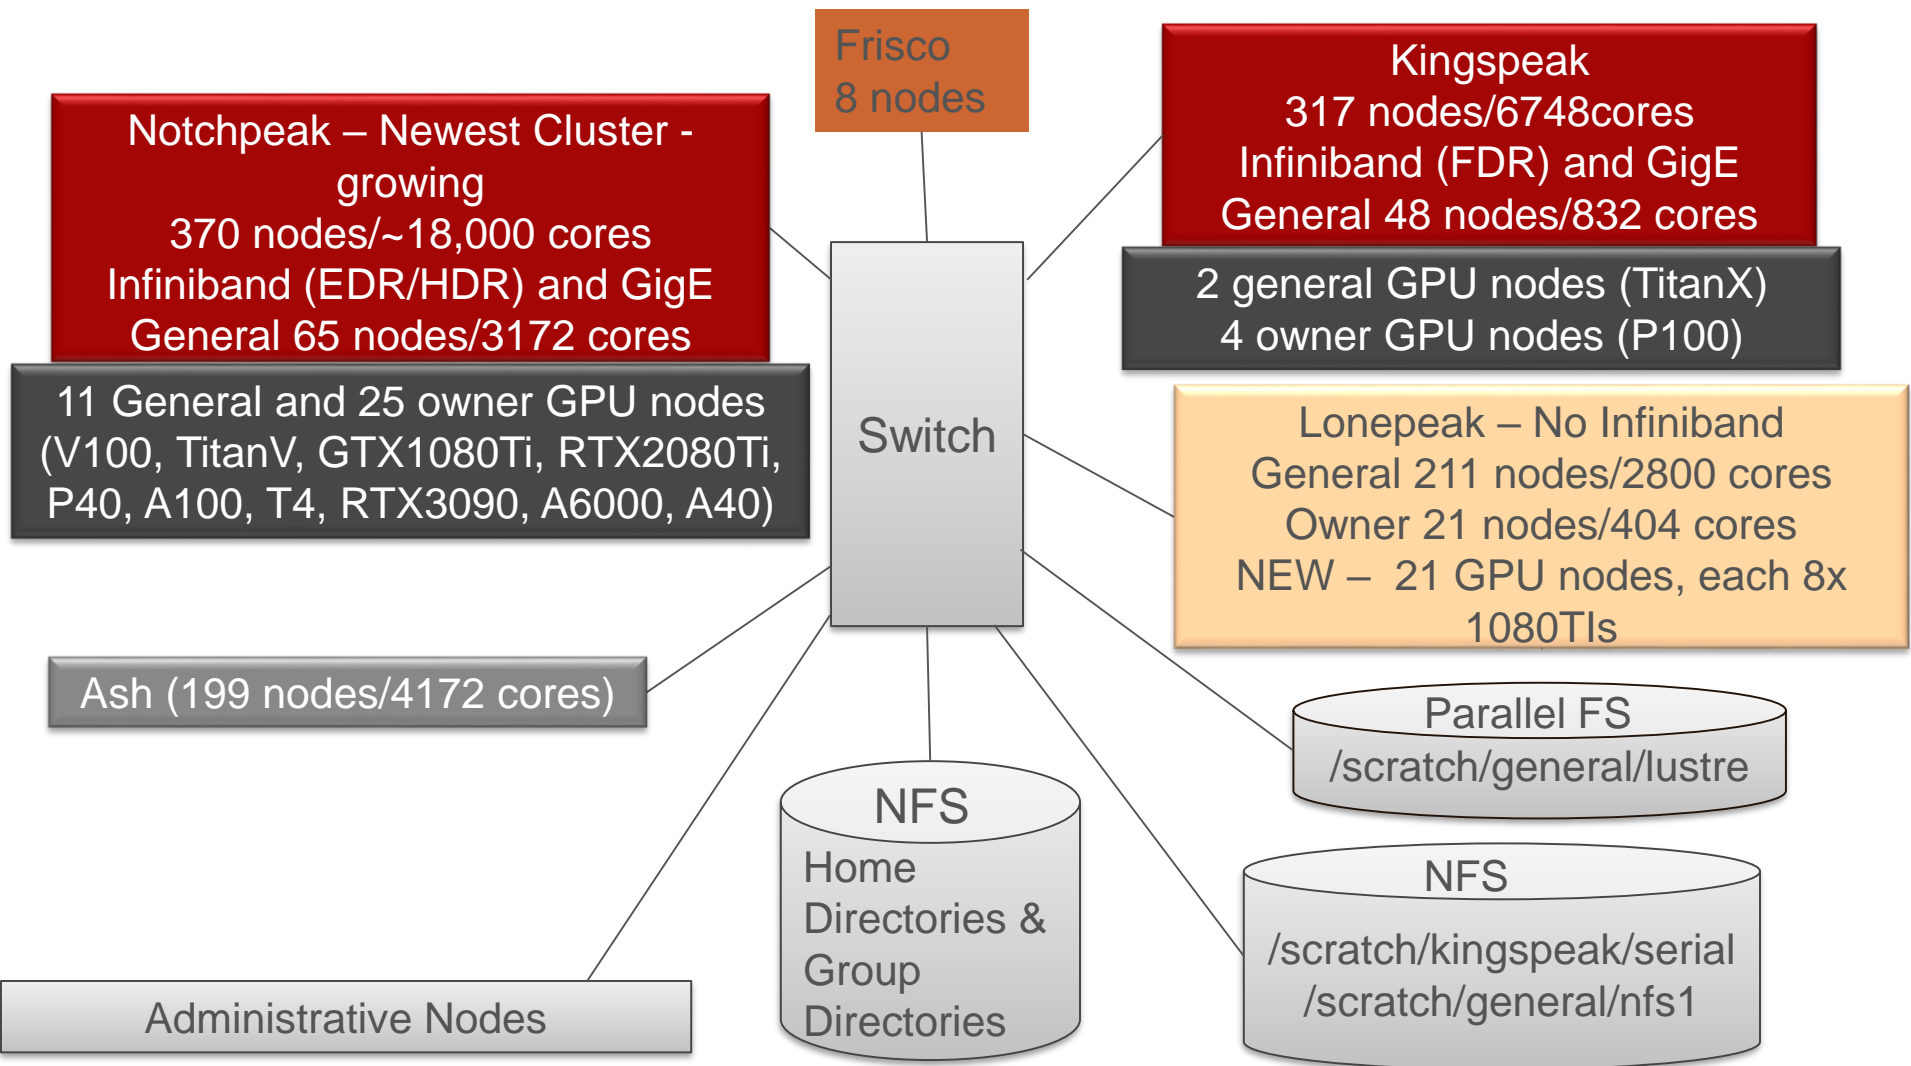 Frisco
8 nodes
Notchpeak – Newest Cluster -
growing
370 nodes/~18,000 cores
Infiniband (EDR/HDR) and GigE
General 65 nodes/3172 cores
11 General and 25 owner GPU nodes
(V100, TitanV, GTX1080Ti, RTX2080Ti,
P40, A100, T4, RTX3090, A6000, A40)
Kingspeak
317 nodes/6748cores
Infiniband (FDR) and GigE
General 48 nodes/832 cores
2 general GPU nodes (TitanX)
4 owner GPU nodes (P100)
Switch
Lonepeak – No Infiniband
General 211 nodes/2800 cores
Owner 21 nodes/404 cores
NEW – 21 GPU nodes, each 8x
1080TIs
Ash (199 nodes/4172 cores)
Parallel FS
/scratch/general/lustre
NFS
Home
Directories &
Group
Directories
NFS
/scratch/kingspeak/serial
/scratch/general/nfs1
Administrative Nodes